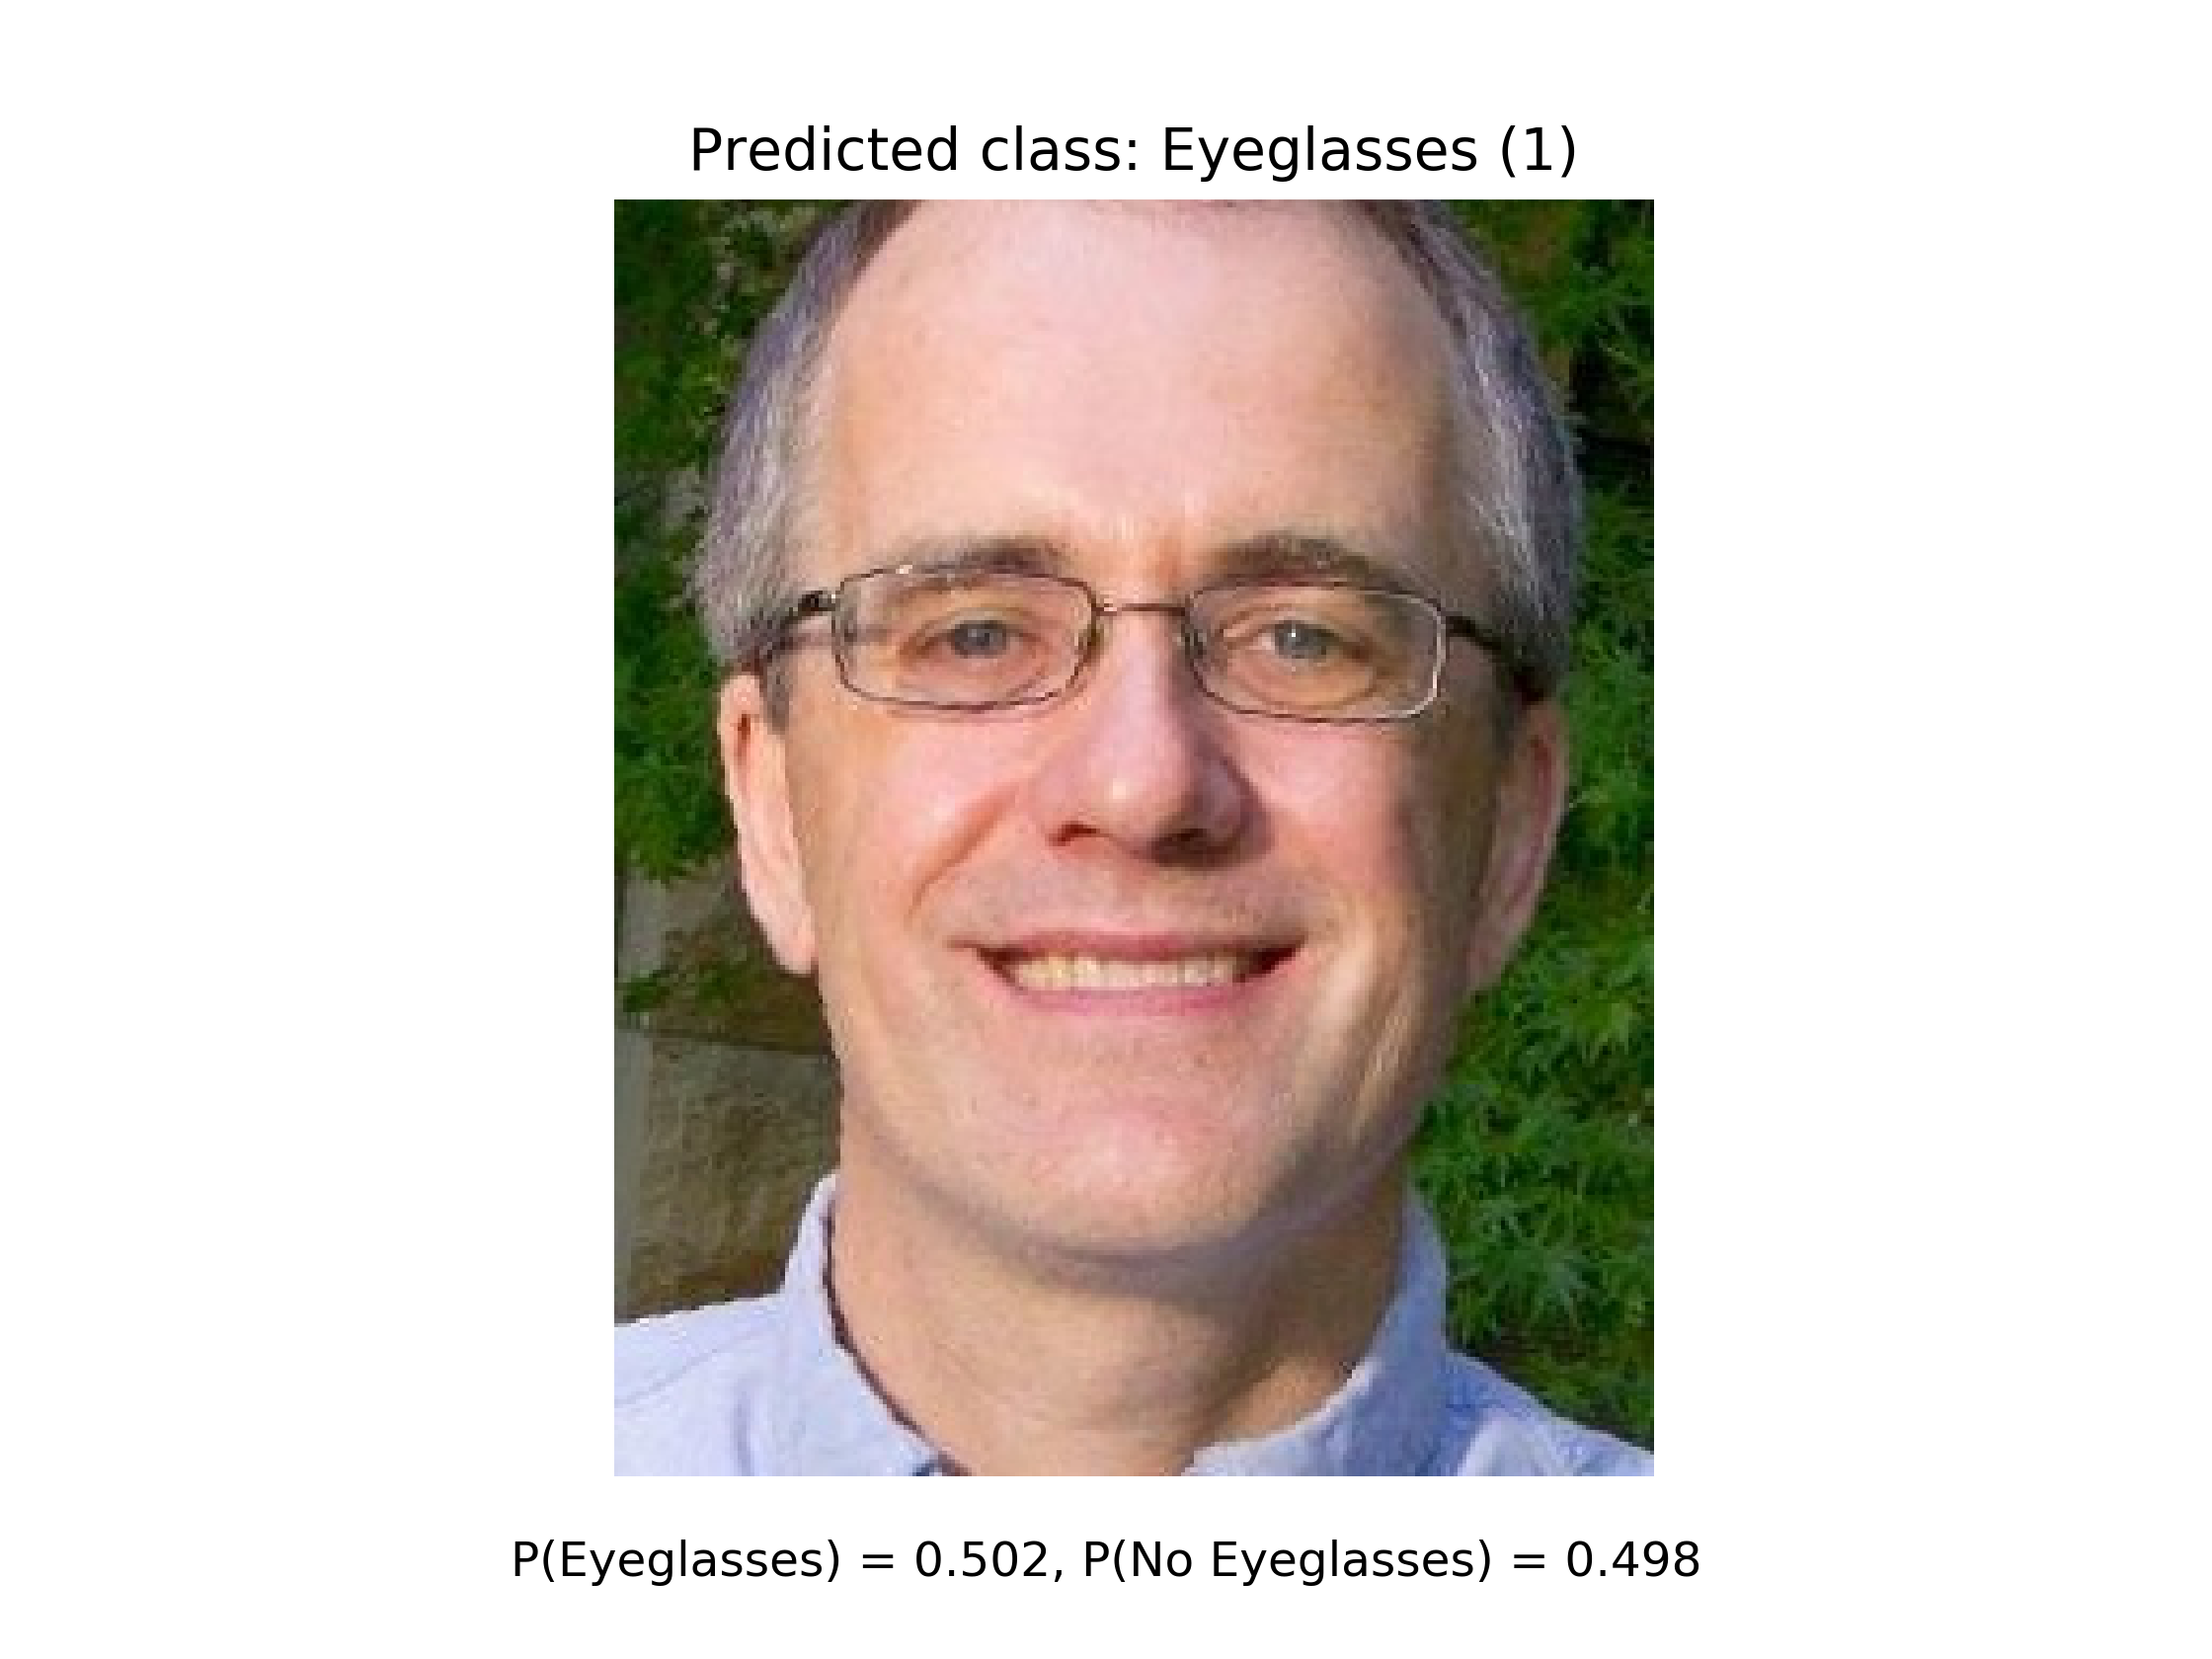 Predicted class: Eyeglasses (1)
P(Eyeglasses) = 0.502, P(No Eyeglasses) = 0.498